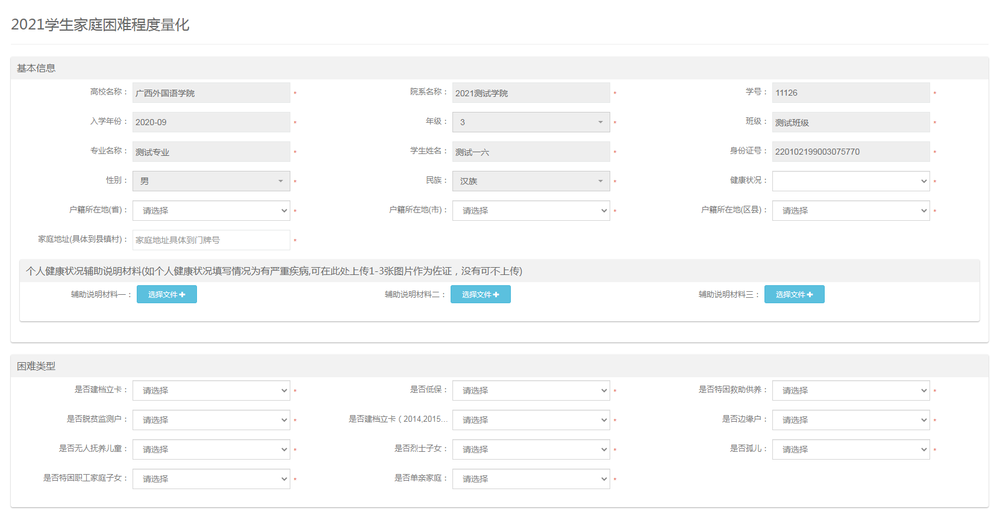 2021学生家庭困难程度量化
基本信息
高校名称： 广西外国语学院 * 院系名称： 2021测试学院 * 学号： 11126 *
入学年份： 2020-09 * 年级： 3 * 班级： 测试班级 *
专业名称： 测试专业 * 学生姓名： 测试一六 * 身份证号： 220102199003075770 *
性别： 男 * 民族： 汉族 * 健康状况： *
户籍所在地(省)： 请选择 * 户籍所在地(市)： 请选择 * 户籍所在地(区县)： 请选择 *
家庭地址(具体到县镇村)： 家庭地址具体到门牌号 *
个人健康状况辅助说明材料(如个人健康状况填写情况为有严重疾病,可在此处上传1-3张图片作为佐证，没有可不上传)
辅助说明材料一： 选择文件+ 辅助说明材料二： 选择文件+ 辅助说明材料三： 选择文件+
困难类型
是否建档立卡： 请选择 * 是否低保： 请选择 * 是否特困救助供养： 请选择 *
是否脱贫监测户： 请选择 * 是否建档立卡（2014,2015... 请选择 * 是否边缘户： 请选择 *
是否无人抚养儿童： 请选择 * 是否烈士子女： 请选择 * 是否孤儿： 请选择 *
是否特困职工家庭子女： 请选择 * 是否单亲家庭： 请选择 *